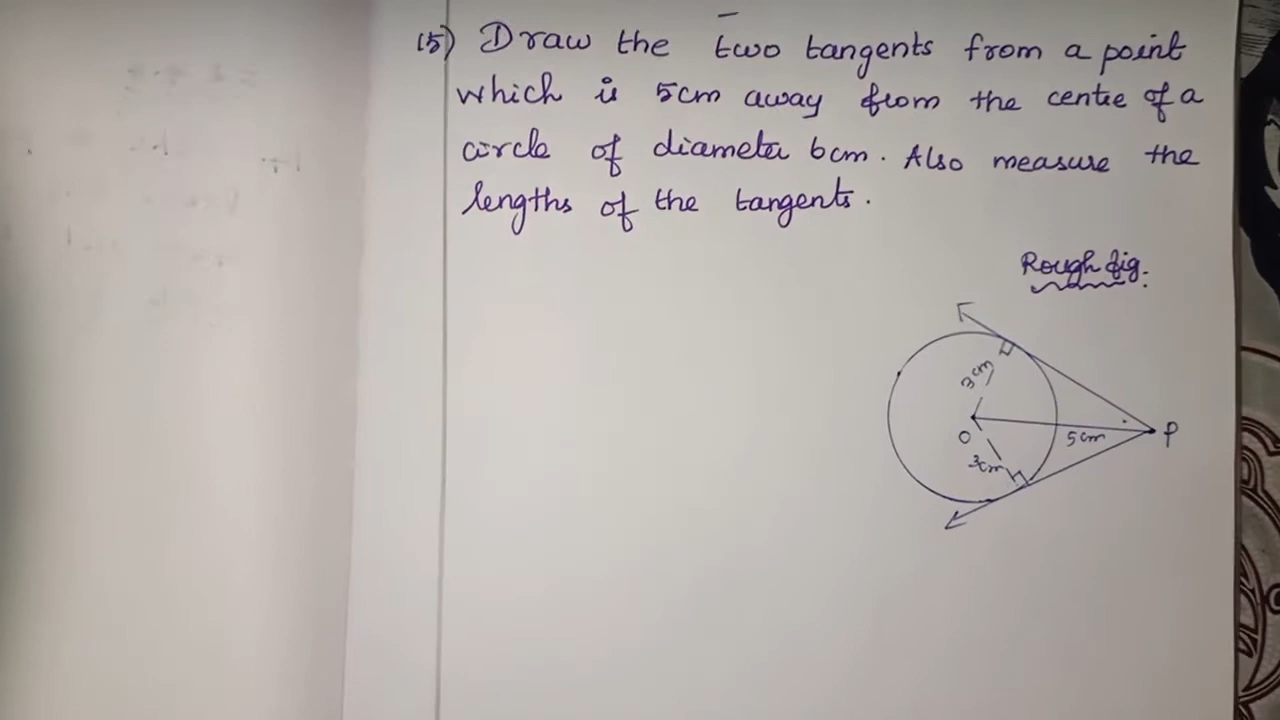 15) Draw the two tangents from a point
which is 5cm away from the centre of a
circle of diameter 6cm. Also measure the
lengths of the tangents.
Rough fig.
3cm
O
5cm
P
3cm